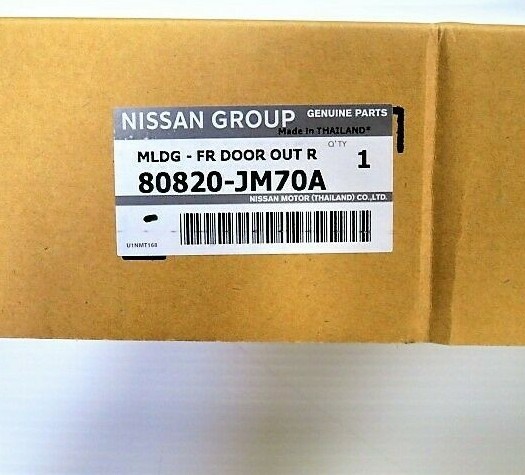 NISSAN GROUP GENUINE PARTS
Made in THAILAND*
MLDG - FR DOOR OUT R Q'TY 1
80820-JM70A
NISSAN MOTOR (THAILAND) CO.,LTD.
U1NMT168